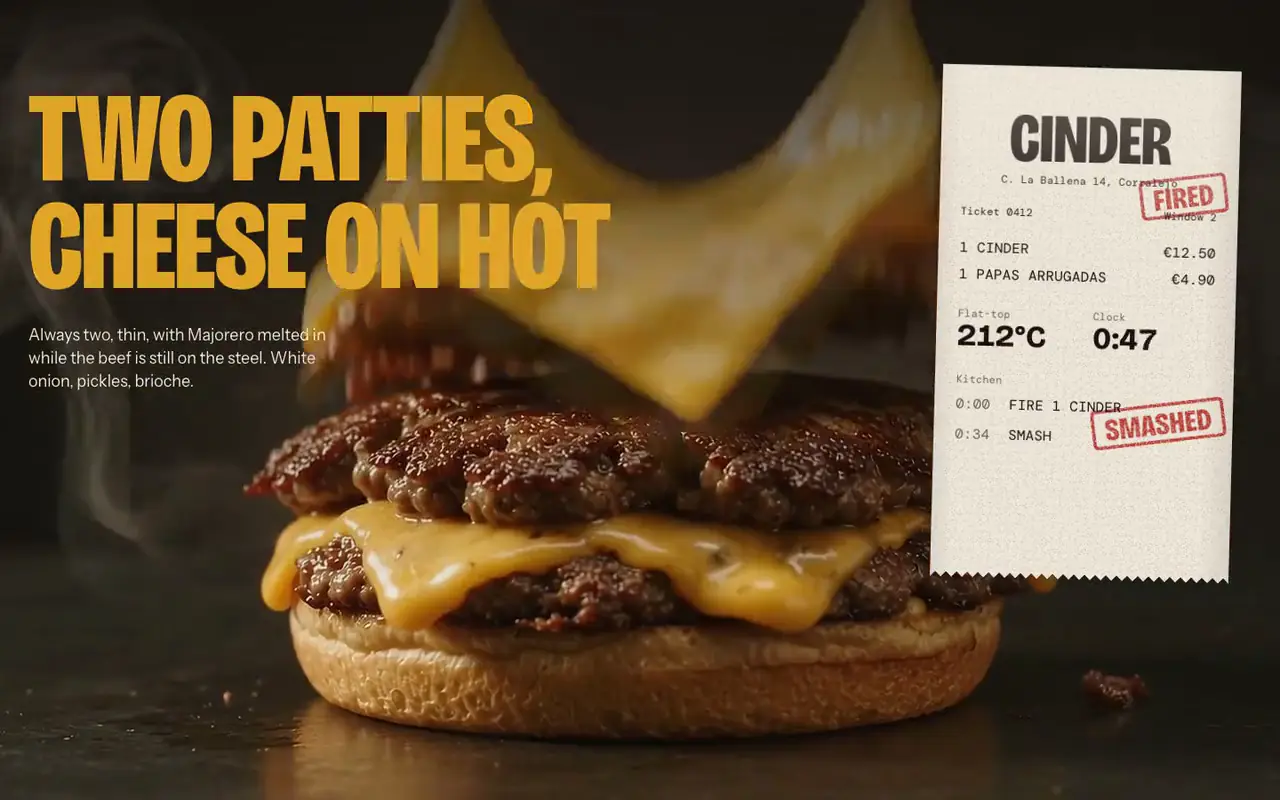 TWO PATTIES,
CHEESE ON HOT
Always two, thin, with Majorero melted in
while the beef is still on the steel. White
onion, pickles, brioche.
CINDER
C. La Ballena 14, Corralejo
FIRED
Ticket 0412
Window 2
1 CINDER €12.50
1 PAPAS ARRUGADAS €4.90
Flat-top Clock
212°C 0:47
Kitchen
0:00 FIRE 1 CINDER
SMASHED
0:34 SMASH